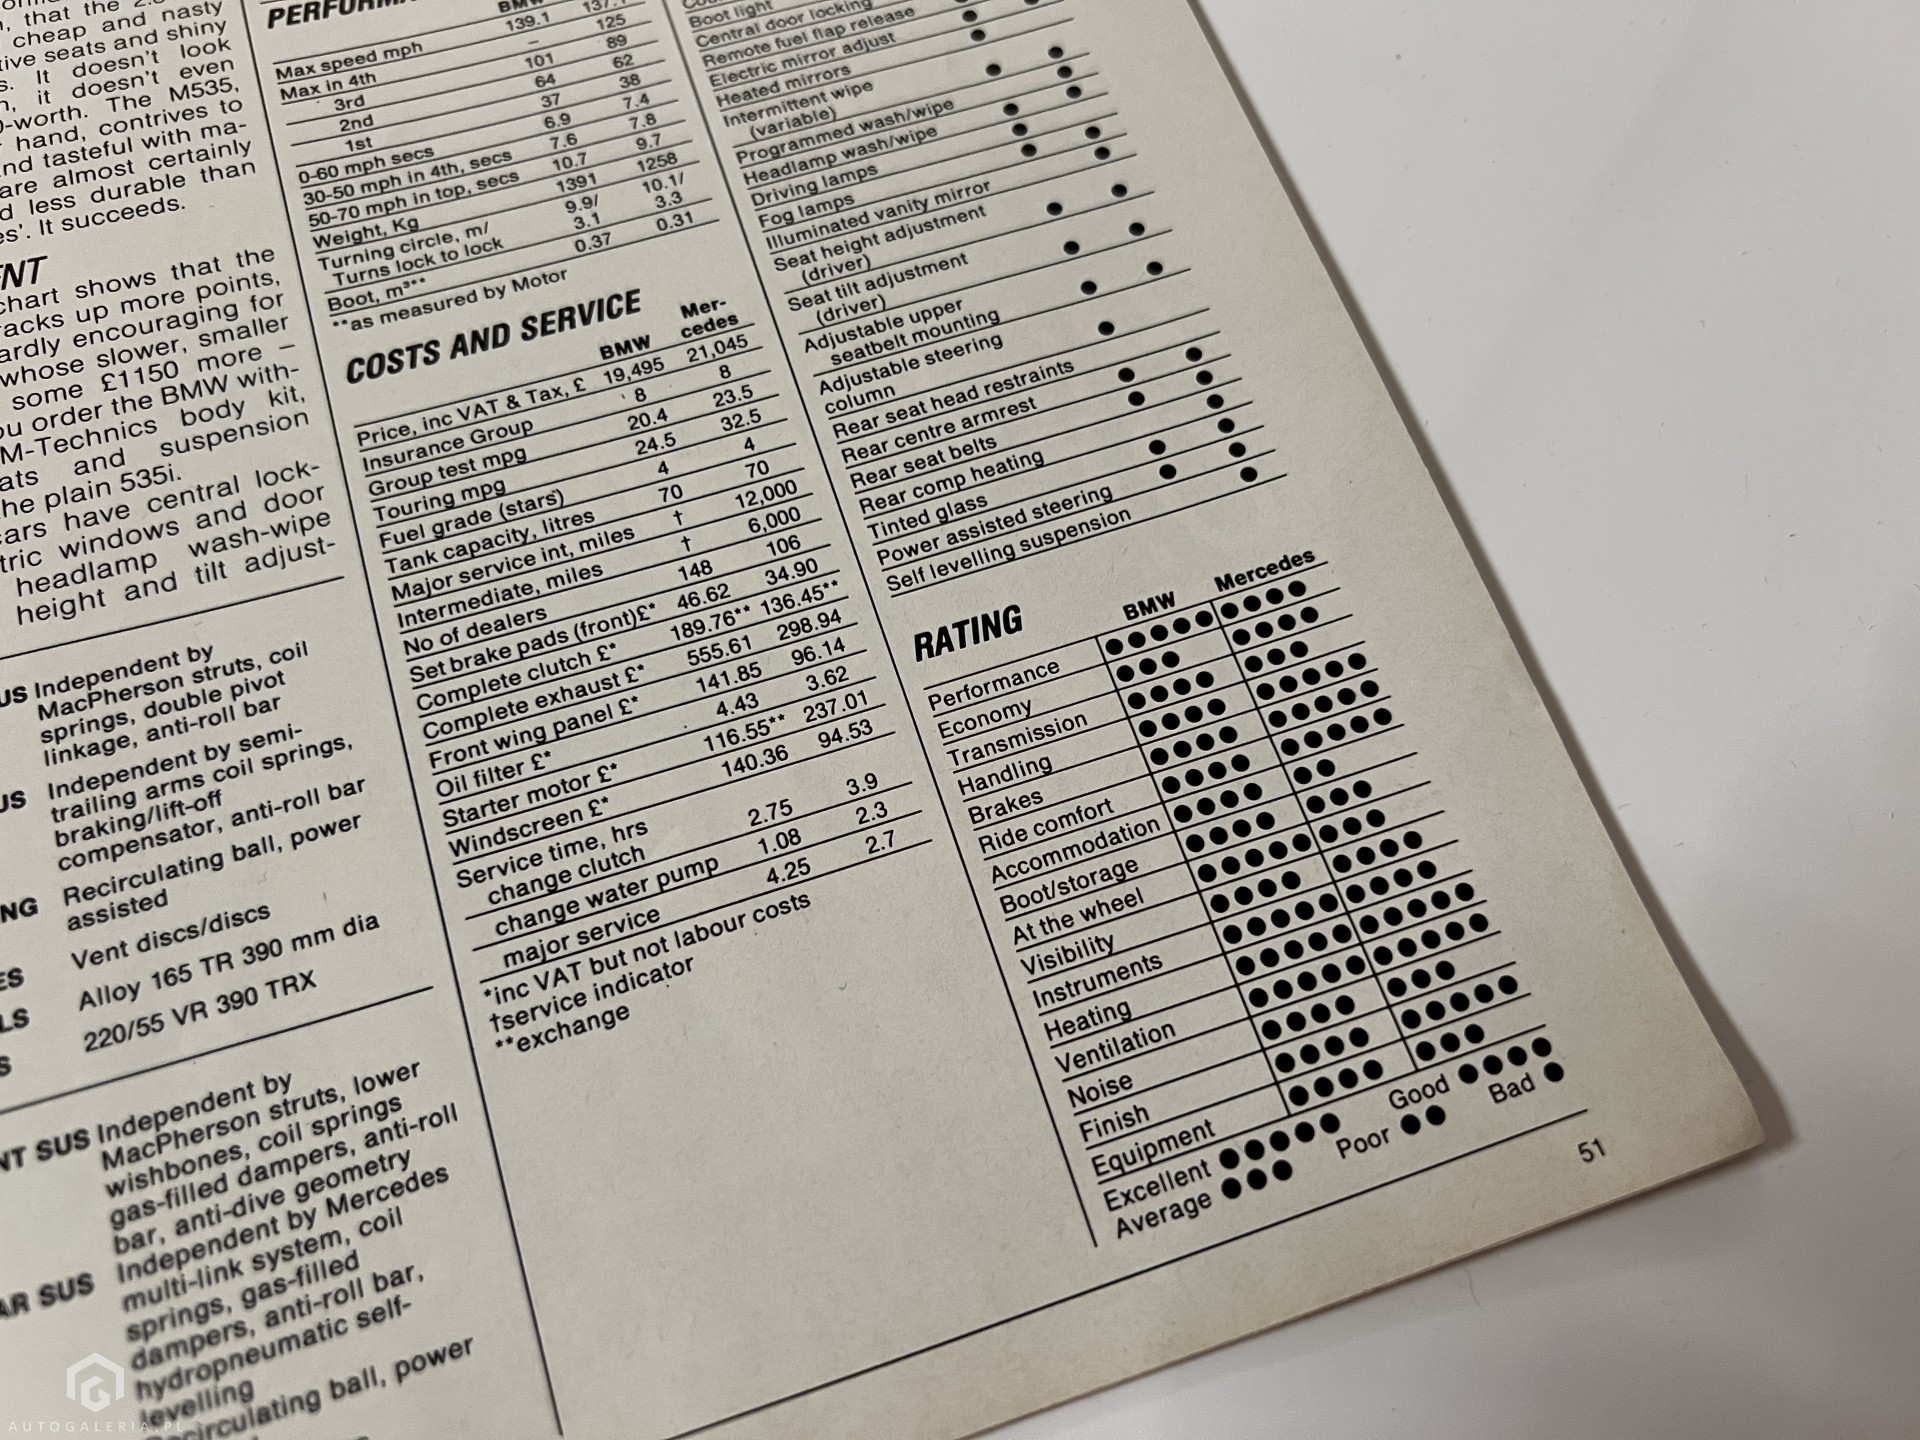 that the 2.
cheap and nasty
tive seats and shiny
s. It doesn't look
n, it doesn't even
-worth. The M535,
hand, contrives to
nd tasteful with ma-
are almost certainly
d less durable than
es'. It succeeds.
ENT
chart shows that the
racks up more points,
ardly encouraging for
whose slower, smaller
some £1150 more –
ou order the BMW with-
M-Technics body kit,
ats and suspension
he plain 535i.
cars have central lock-
tric windows and door
headlamp wash-wipe
height and tilt adjust-
US Independent by
MacPherson struts, coil
springs, double pivot
linkage, anti-roll bar
US Independent by semi-
trailing arms coil springs,
braking/lift-off
compensator, anti-roll bar
NG Recirculating ball, power
assisted
ES Vent discs/discs
LS Alloy 165 TR 390 mm dia
S 220/55 VR 390 TRX
NT SUS Independent by
MacPherson struts, lower
wishbones, coil springs
gas-filled dampers, anti-roll
bar, anti-dive geometry
AR SUS Independent by Mercedes
multi-link system, coil
springs, gas-filled
dampers, anti-roll bar,
hydropneumatic self-
levelling
Recirculating ball, power
PERFORMA
BMW
Max speed mph 139.1 137.1
Max in 4th – 125
3rd 101 89
2nd 64 62
1st 37 38
0-60 mph secs 6.9 7.4
30-50 mph in 4th, secs 7.6 7.8
50-70 mph in top, secs 10.7 9.7
Weight, Kg 1391 1258
Turning circle, m/ 9.9/ 10.1/
Turns lock to lock 3.1 3.3
Boot, m³** 0.37 0.31
**as measured by Motor
COSTS AND SERVICE
BMW Mer-
cedes
Price, inc VAT & Tax, £ 19,495 21,045
Insurance Group 8 8
Group test mpg 20.4 23.5
Touring mpg 24.5 32.5
Fuel grade (stars) 4 4
Tank capacity, litres 70 70
Major service int, miles † 12,000
Intermediate, miles † 6,000
No of dealers 148 106
Set brake pads (front)£* 46.62 34.90
Complete clutch £* 189.76** 136.45**
Complete exhaust £* 555.61 298.94
Front wing panel £* 141.85 96.14
Oil filter £* 4.43 3.62
Starter motor £* 116.55** 237.01
Windscreen £* 140.36 94.53
Service time, hrs
change clutch 2.75 3.9
change water pump 1.08 2.3
major service 4.25 2.7
*inc VAT but not labour costs
†service indicator
**exchange
Boot light
Central door locking
Remote fuel flap release
Electric mirror adjust
Heated mirrors
Intermittent wipe
(variable)
Programmed wash/wipe
Headlamp wash/wipe
Driving lamps
Fog lamps
Illuminated vanity mirror
Seat height adjustment
(driver)
Seat tilt adjustment
(driver)
Adjustable upper
seatbelt mounting
Adjustable steering
column
Rear seat head restraints
Rear centre armrest
Rear seat belts
Rear comp heating
Tinted glass
Power assisted steering
Self levelling suspension
RATING
BMW Mercedes
Performance
Economy
Transmission
Handling
Brakes
Ride comfort
Accommodation
Boot/storage
At the wheel
Visibility
Instruments
Heating
Ventilation
Noise
Finish
Equipment
Excellent ●●●●● Good ●●●●
Average ●●● Poor ●● Bad ●
51
AUTOGALERIA.PL